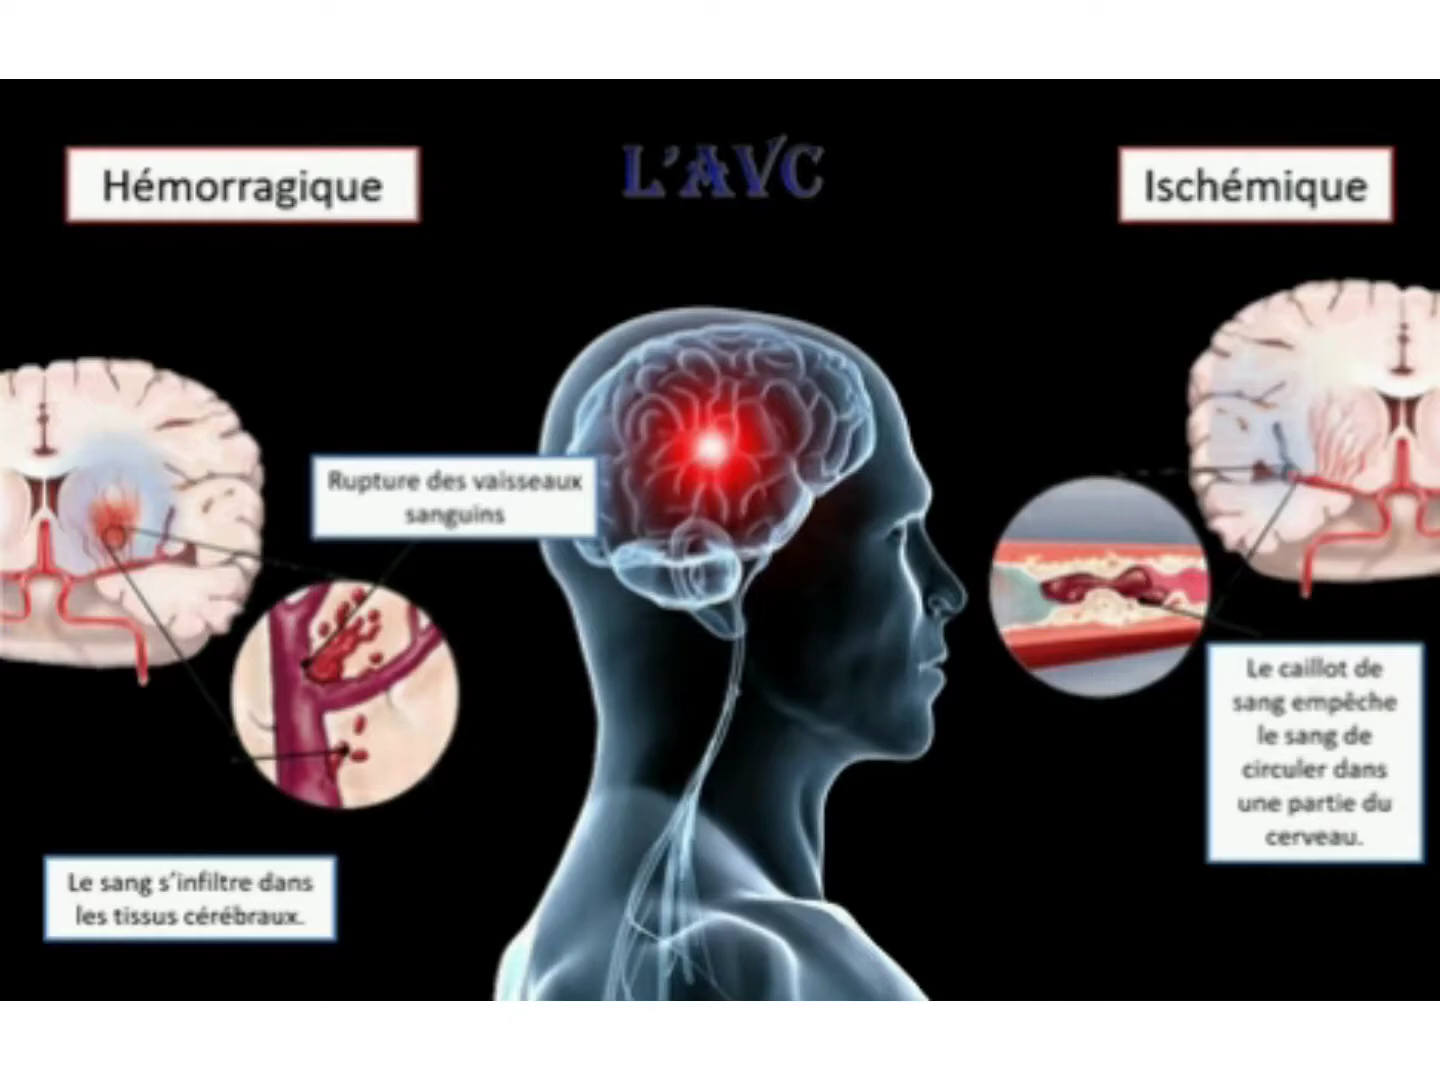 L'AVC
Hémorragique
Ischémique
Rupture des vaisseaux
sanguins
Le sang s'infiltre dans
les tissus cérébraux.
Le caillot de
sang empêche
le sang de
circuler dans
une partie du
cerveau.